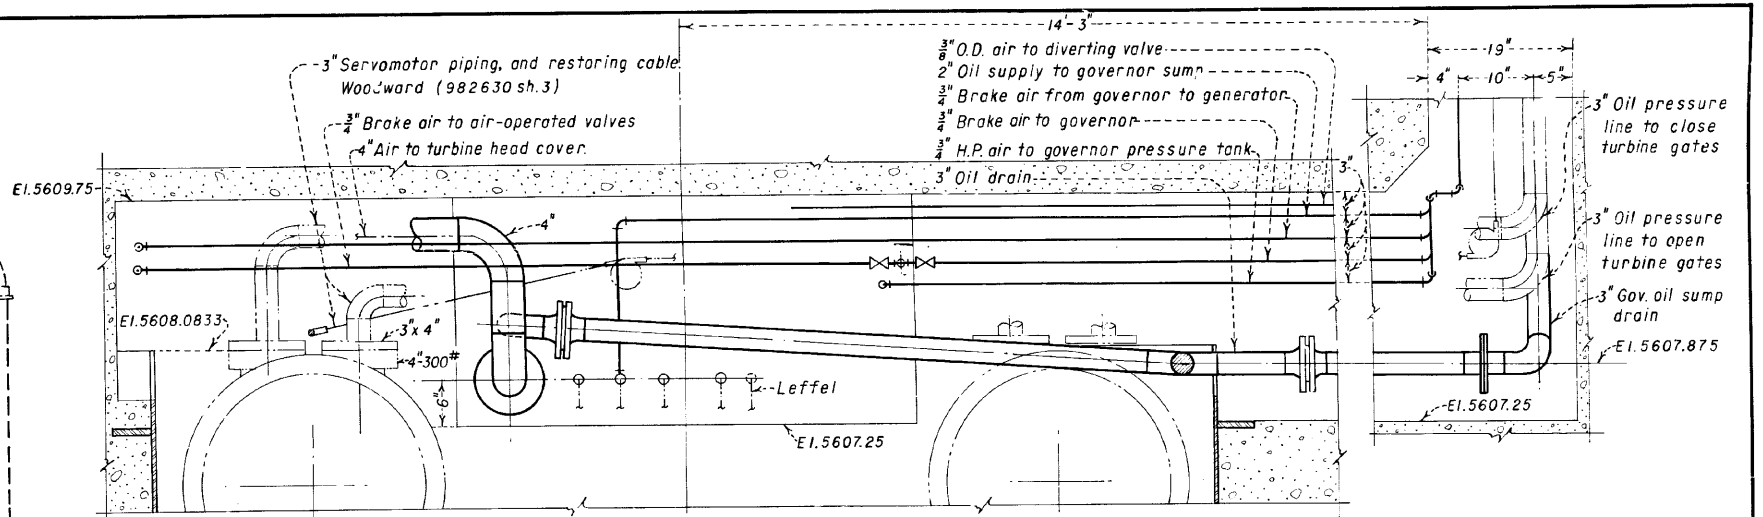 14'-3"
3/8" O.D. air to diverting valve
2" Oil supply to governor sump
3/4" Brake air from governor to generator
3/4" Brake air to governor
3/4" H.P. air to governor pressure tank
3" Oil drain
3" Servomotor piping, and restoring cable
Woodward (982630 sh.3)
3/4" Brake air to air-operated valves
4" Air to turbine head cover
19"
4" 10" 5"
3" Oil pressure
line to close
turbine gates
3"
El.5609.75
4"
3" Oil pressure
line to open
turbine gates
3" Gov. oil sump
drain
El.5608.0833
3"x 4"
4"-300#
El.5607.875
6"
Leffel
El.5607.25
El.5607.25